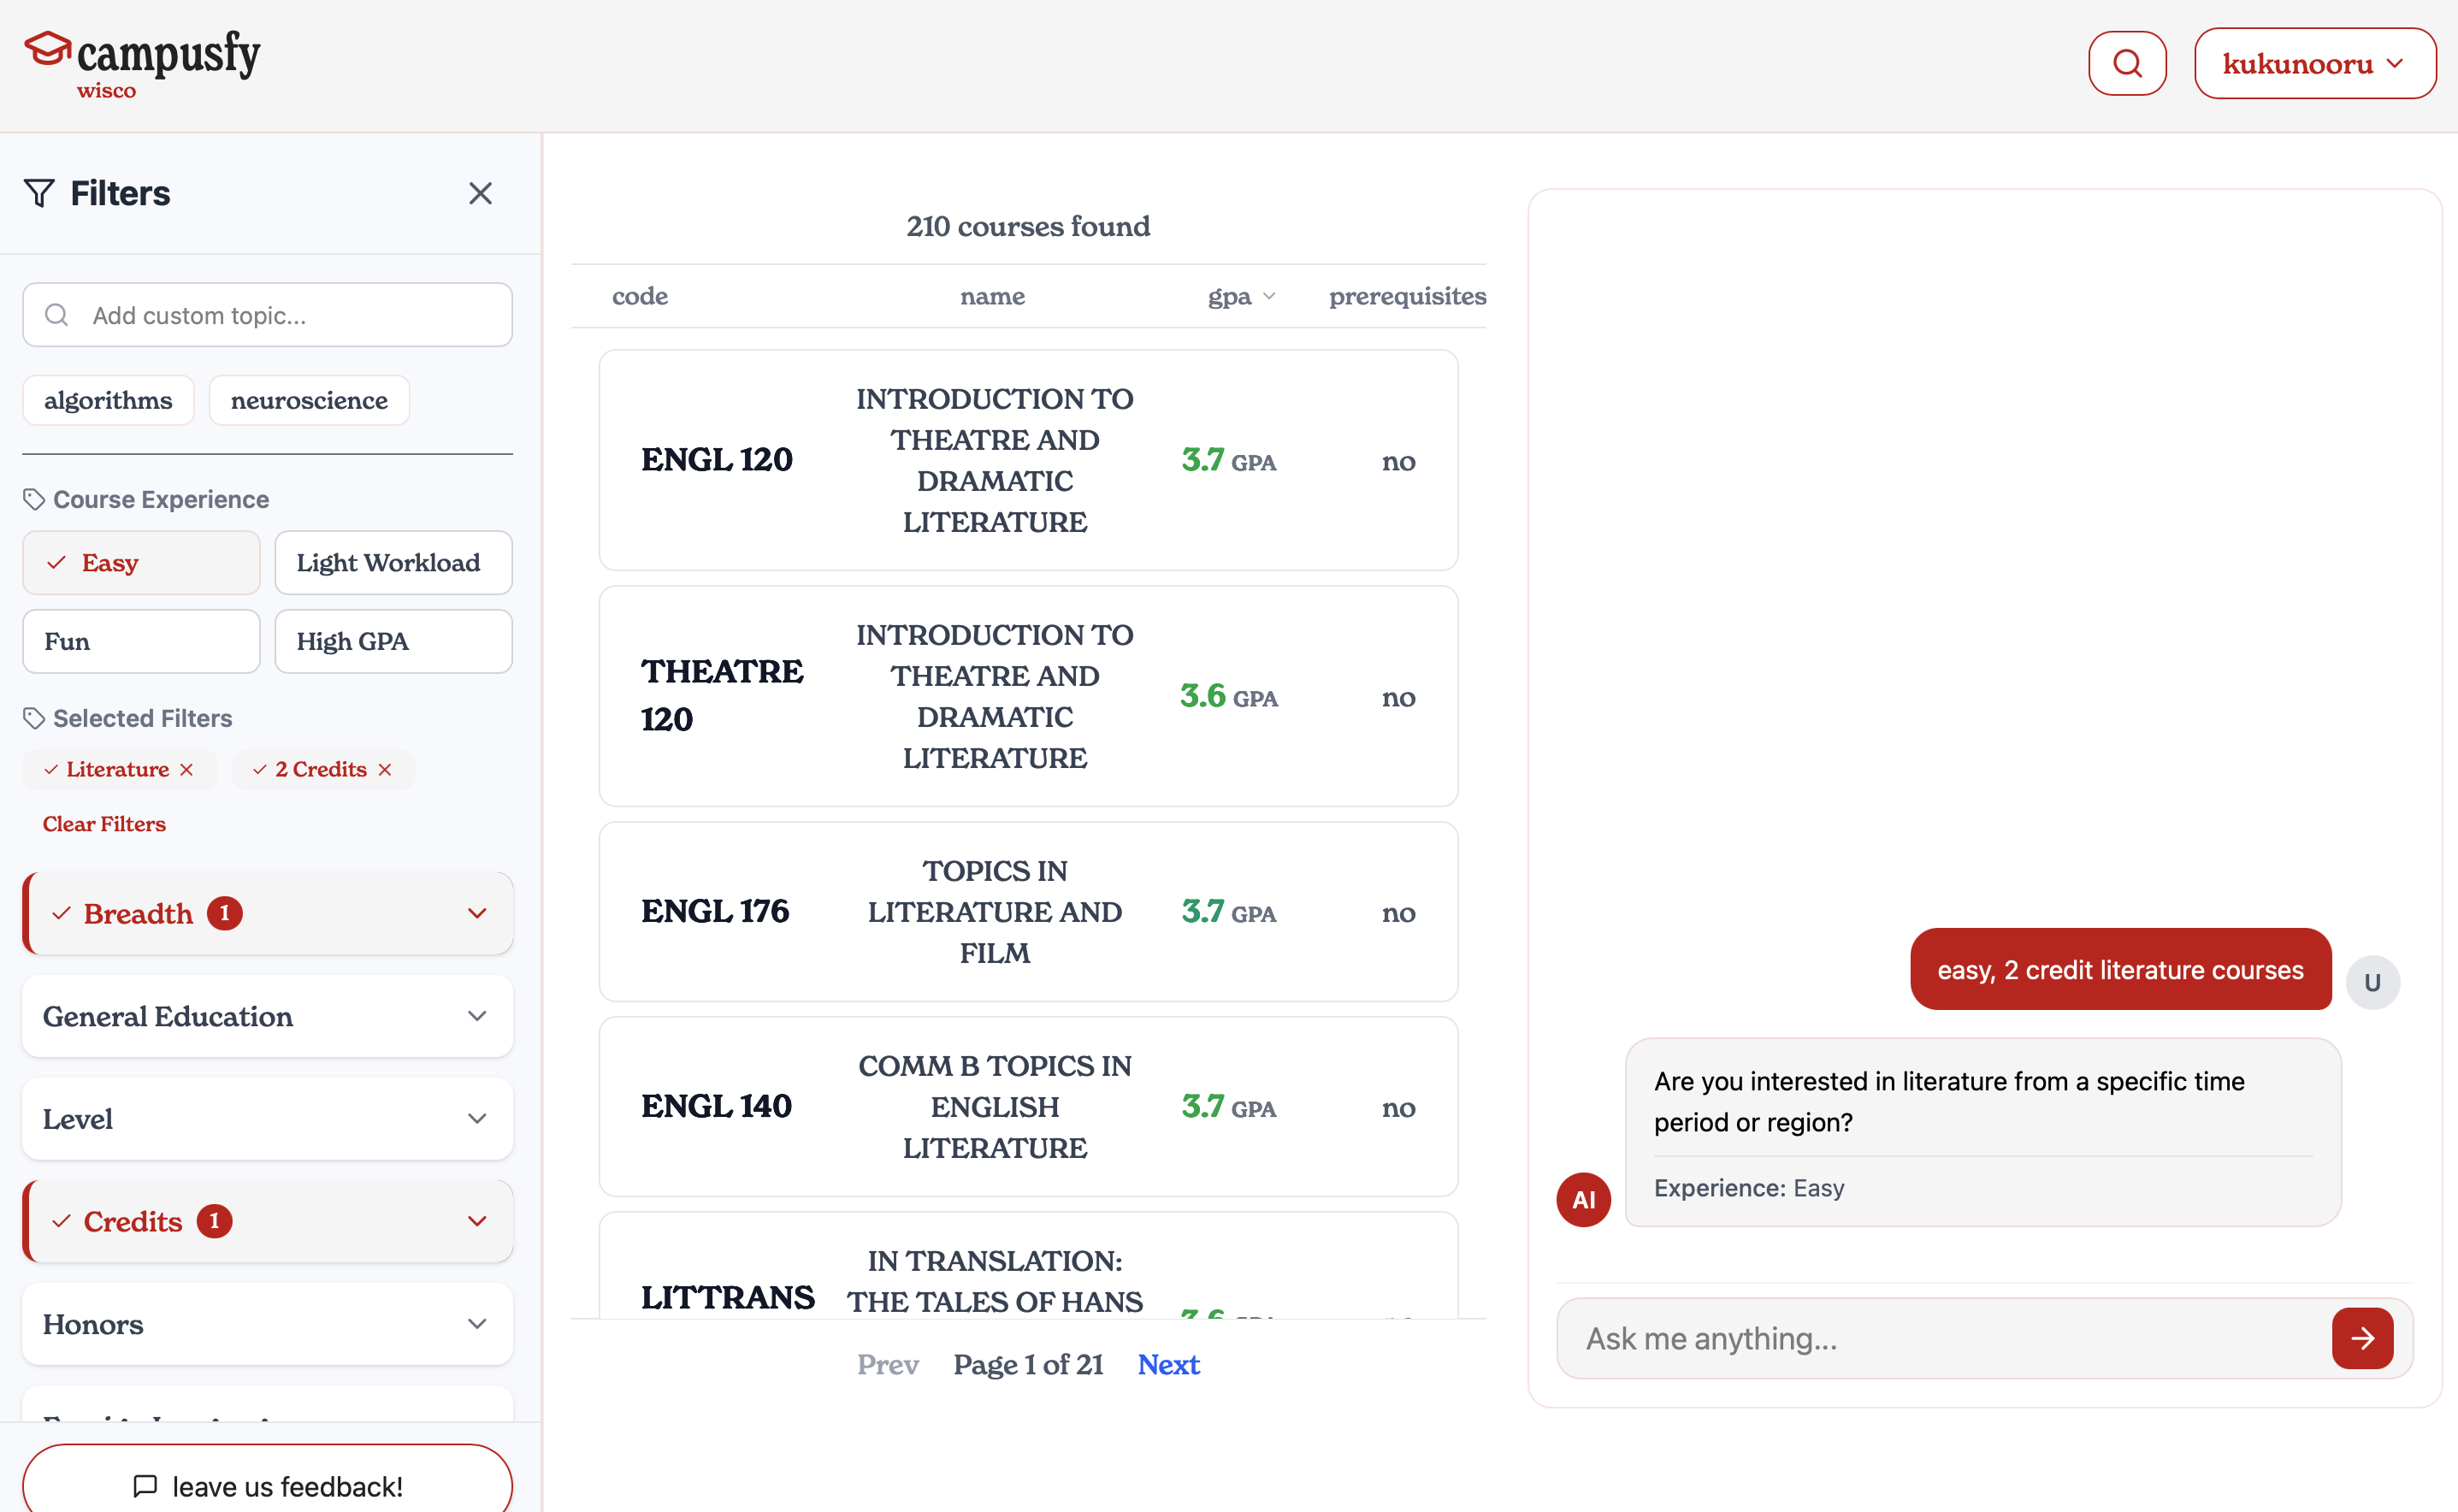 campusfy
wisco
kukunooru
Filters
Add custom topic...
algorithms
neuroscience
Course Experience
Easy
Light Workload
Fun
High GPA
Selected Filters
Literature
2 Credits
Clear Filters
Breadth 1
General Education
Level
Credits 1
Honors
leave us feedback!
210 courses found
code name gpa prerequisites
ENGL 120
INTRODUCTION TO
THEATRE AND
DRAMATIC
LITERATURE
3.7 GPA
no
THEATRE
120
INTRODUCTION TO
THEATRE AND
DRAMATIC
LITERATURE
3.6 GPA
no
ENGL 176
TOPICS IN
LITERATURE AND
FILM
3.7 GPA
no
ENGL 140
COMM B TOPICS IN
ENGLISH
LITERATURE
3.7 GPA
no
LITTRANS
IN TRANSLATION:
THE TALES OF HANS
Prev Page 1 of 21 Next
easy, 2 credit literature courses
U
Are you interested in literature from a specific time
period or region?
Experience: Easy
AI
Ask me anything...